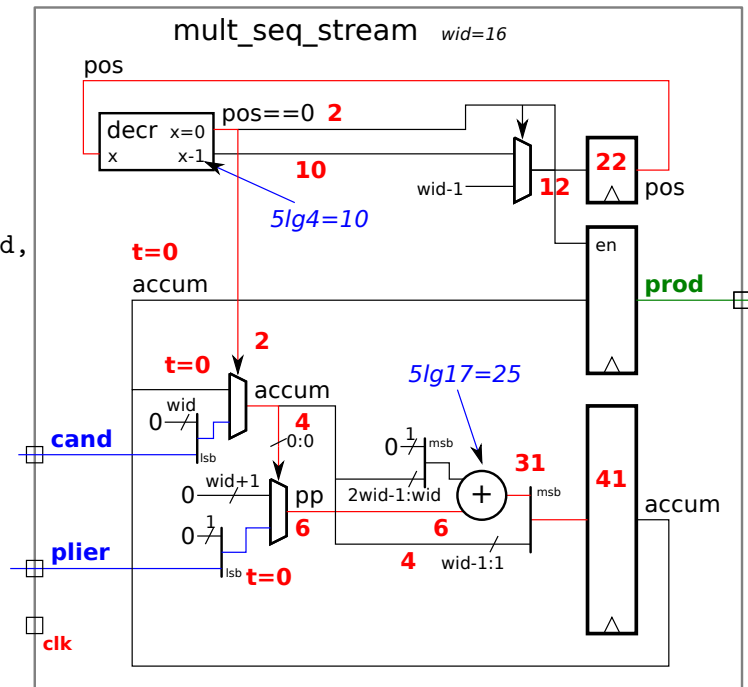 mult_seq_stream wid=16
pos
decr x=0
x x-1
pos==0 2
10
wid-1
12
22
pos
5lg4=10
d,
t=0
en
accum
prod
2
t=0
accum
5lg17=25
wid
0
4
0:0
cand
lsb
1
0
msb
31
msb
41
wid+1
0
pp
2wid-1:wid
+
accum
6
6
1
0
plier
lsb
t=0
4
wid-1:1
clk